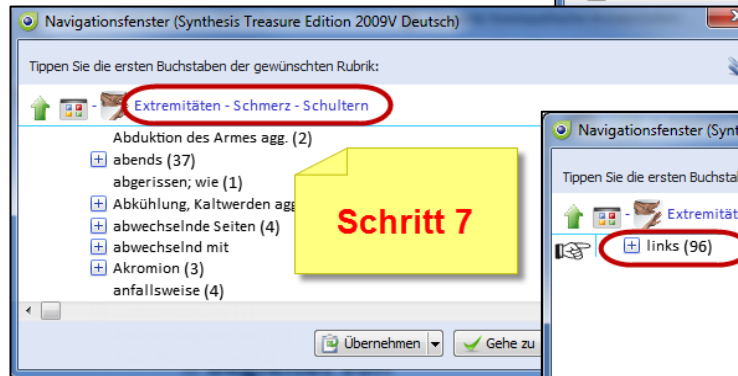 Navigationsfenster (Synthesis Treasure Edition 2009V Deutsch)
Tippen Sie die ersten Buchstaben der gewünschten Rubrik:
- Extremitäten - Schmerz - Schultern
Abduktion des Armes agg. (2)
abends (37)
abgerissen; wie (1)
Abkühlung, Kaltwerden agg
abwechselnde Seiten (4)
abwechselnd mit
Akromion (3)
anfallsweise (4)
Übernehmen
Gehe zu
Schritt 7
Navigationsfenster (Synt
Tippen Sie die ersten Buchsta
- Extremität
links (96)